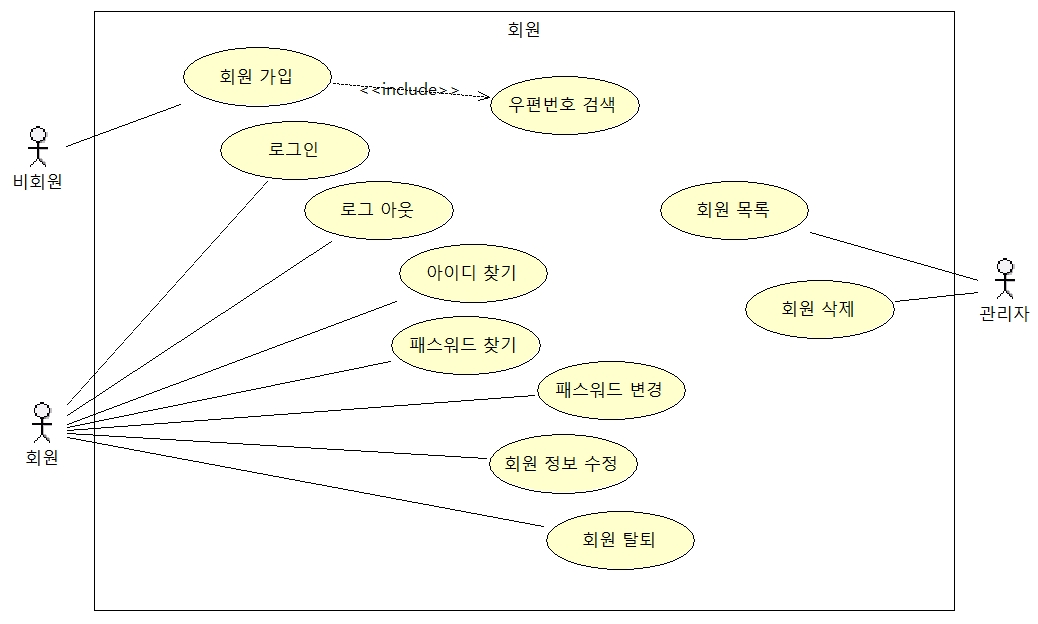 회원
회원 가입
<<include>>
우편번호 검색
로그인
비회원
로그 아웃
회원 목록
아이디 찾기
회원 삭제
관리자
패스워드 찾기
패스워드 변경
회원
회원 정보 수정
회원 탈퇴